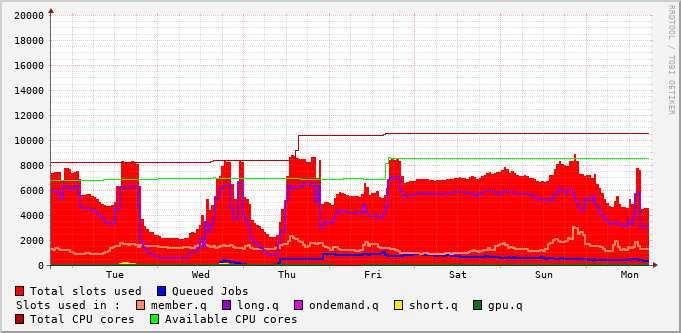 20000
18000
16000
14000
12000
10000
8000
6000
4000
2000
0
Tue Wed Thu Fri Sat Sun Mon
RRDTOOL / TOBI OETIKER
Total slots used Queued Jobs
Slots used in : member.q long.q ondemand.q short.q gpu.q
Total CPU cores Available CPU cores